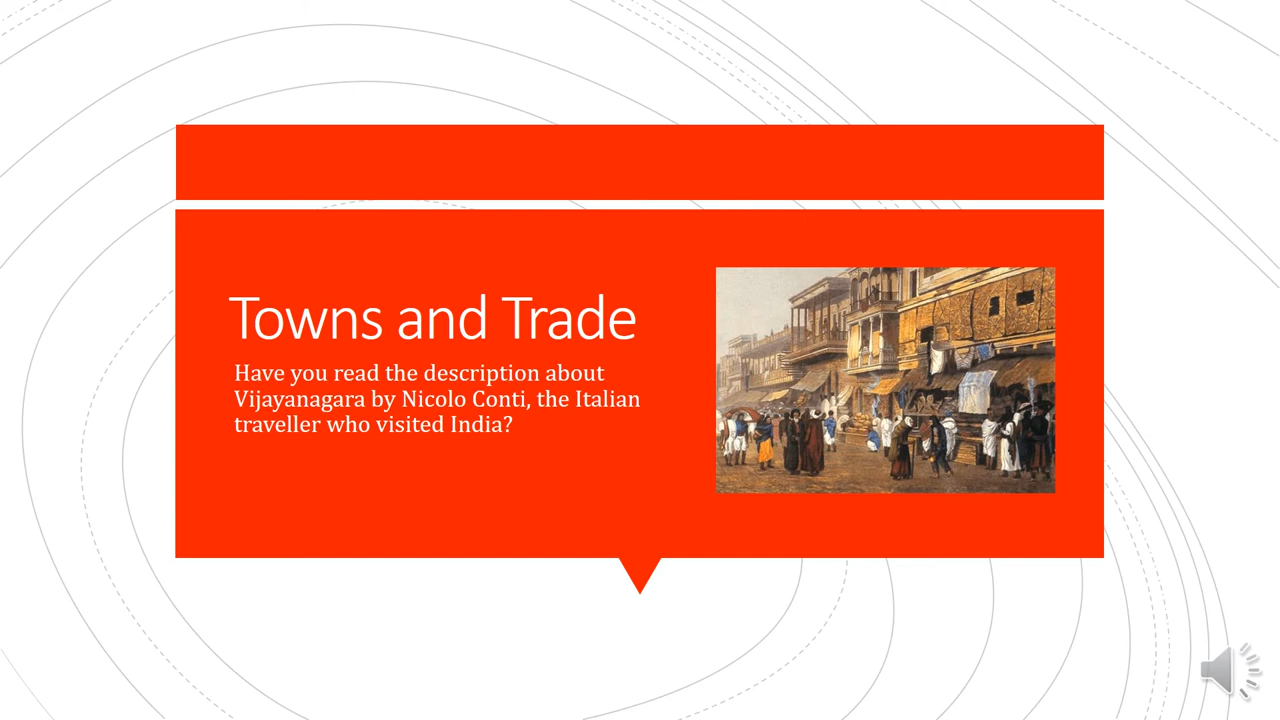 Towns and Trade
Have you read the description about
Vijayanagara by Nicolo Conti, the Italian
traveller who visited India?